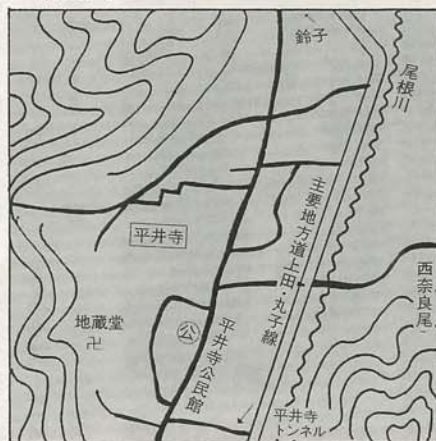 鈴子
尾根川
主要地方道上田・丸子線
平井寺
西奈良尾
地蔵堂
卍
公
平井寺公民館
平井寺
トンネル